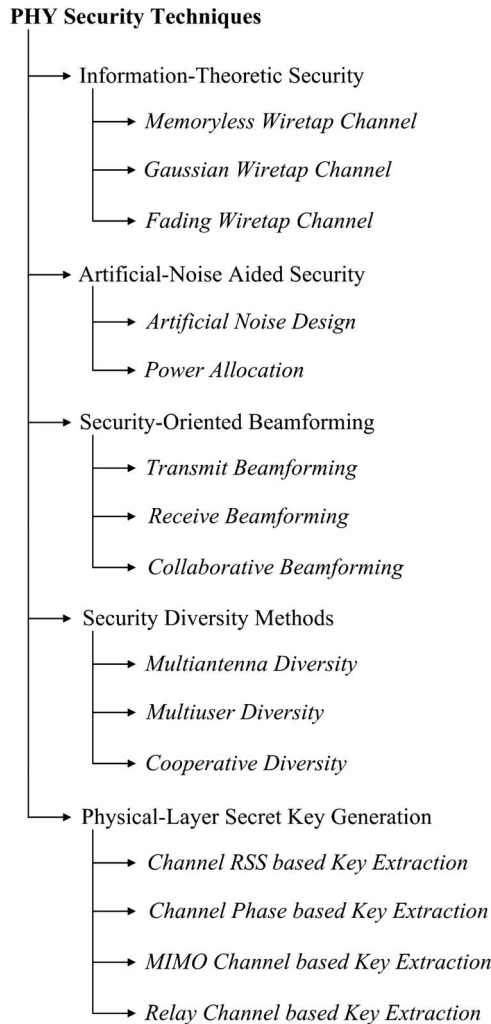 PHY Security Techniques
Information-Theoretic Security
Memoryless Wiretap Channel
Gaussian Wiretap Channel
Fading Wiretap Channel
Artificial-Noise Aided Security
Artificial Noise Design
Power Allocation
Security-Oriented Beamforming
Transmit Beamforming
Receive Beamforming
Collaborative Beamforming
Security Diversity Methods
Multiantenna Diversity
Multiuser Diversity
Cooperative Diversity
Physical-Layer Secret Key Generation
Channel RSS based Key Extraction
Channel Phase based Key Extraction
MIMO Channel based Key Extraction
Relay Channel based Key Extraction